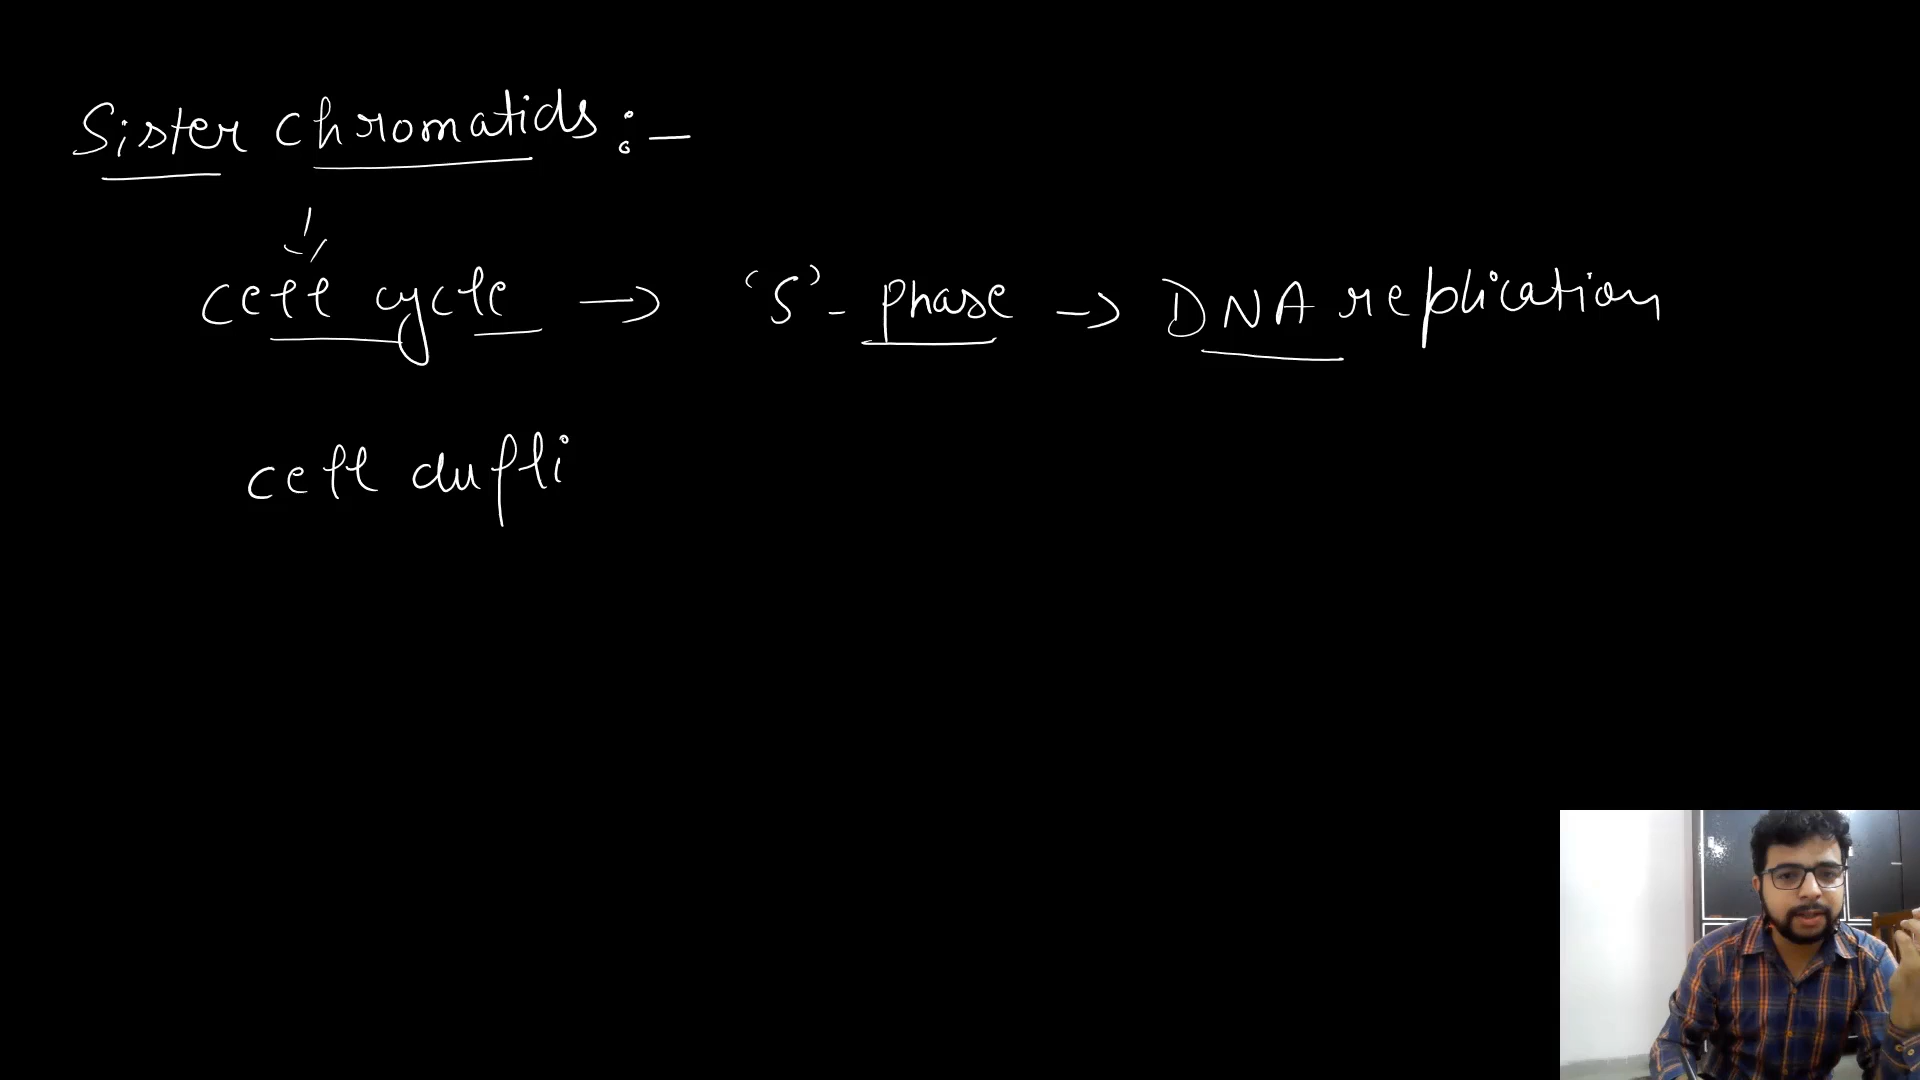 Sister chromatids :-
cell cycle → 'S' - phase → DNA replication
cell dupli